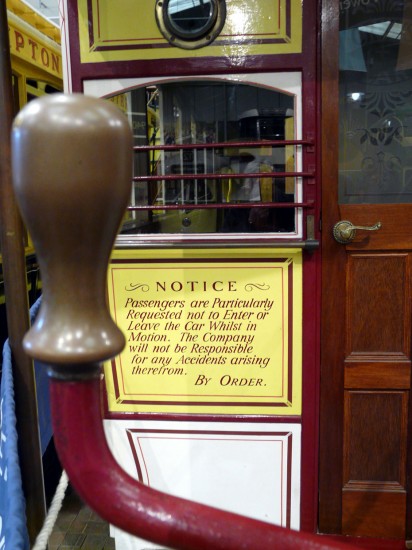 PTON
NOTICE
Passengers are Particularly
Requested not to Enter or
Leave the Car Whilst in
Motion. The Company
will not be Responsible
for any Accidents arising
therefrom.
BY ORDER.